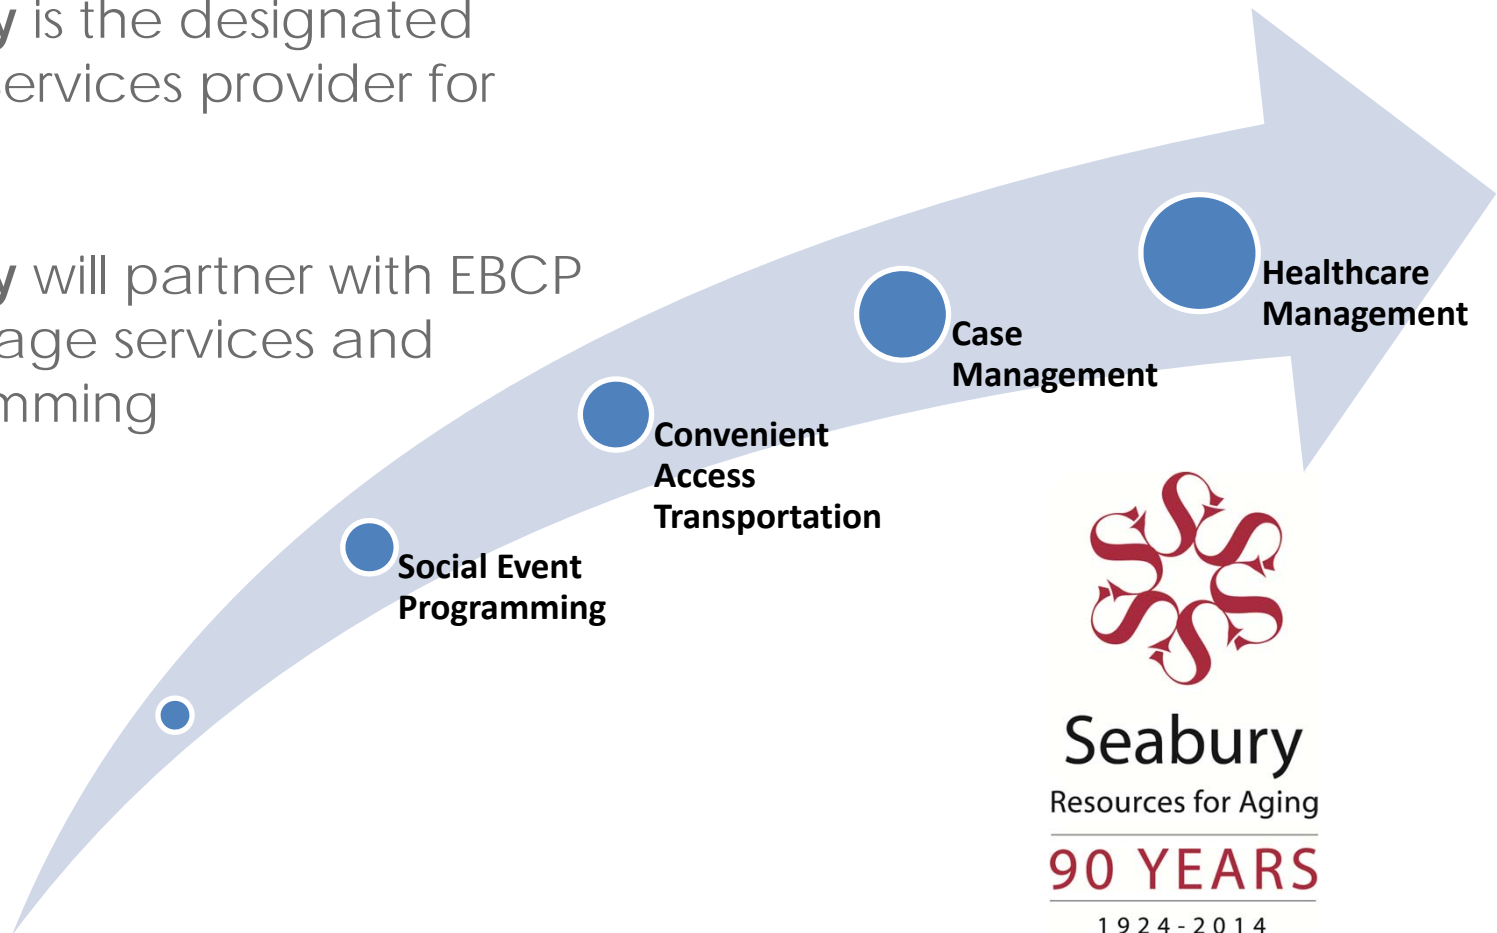 y is the designated
ervices provider for
y will partner with EBCP
age services and
mming
Healthcare
Management
Case
Management
Convenient
Access
Transportation
Social Event
Programming
Seabury
Resources for Aging
90 YEARS
1924-2014